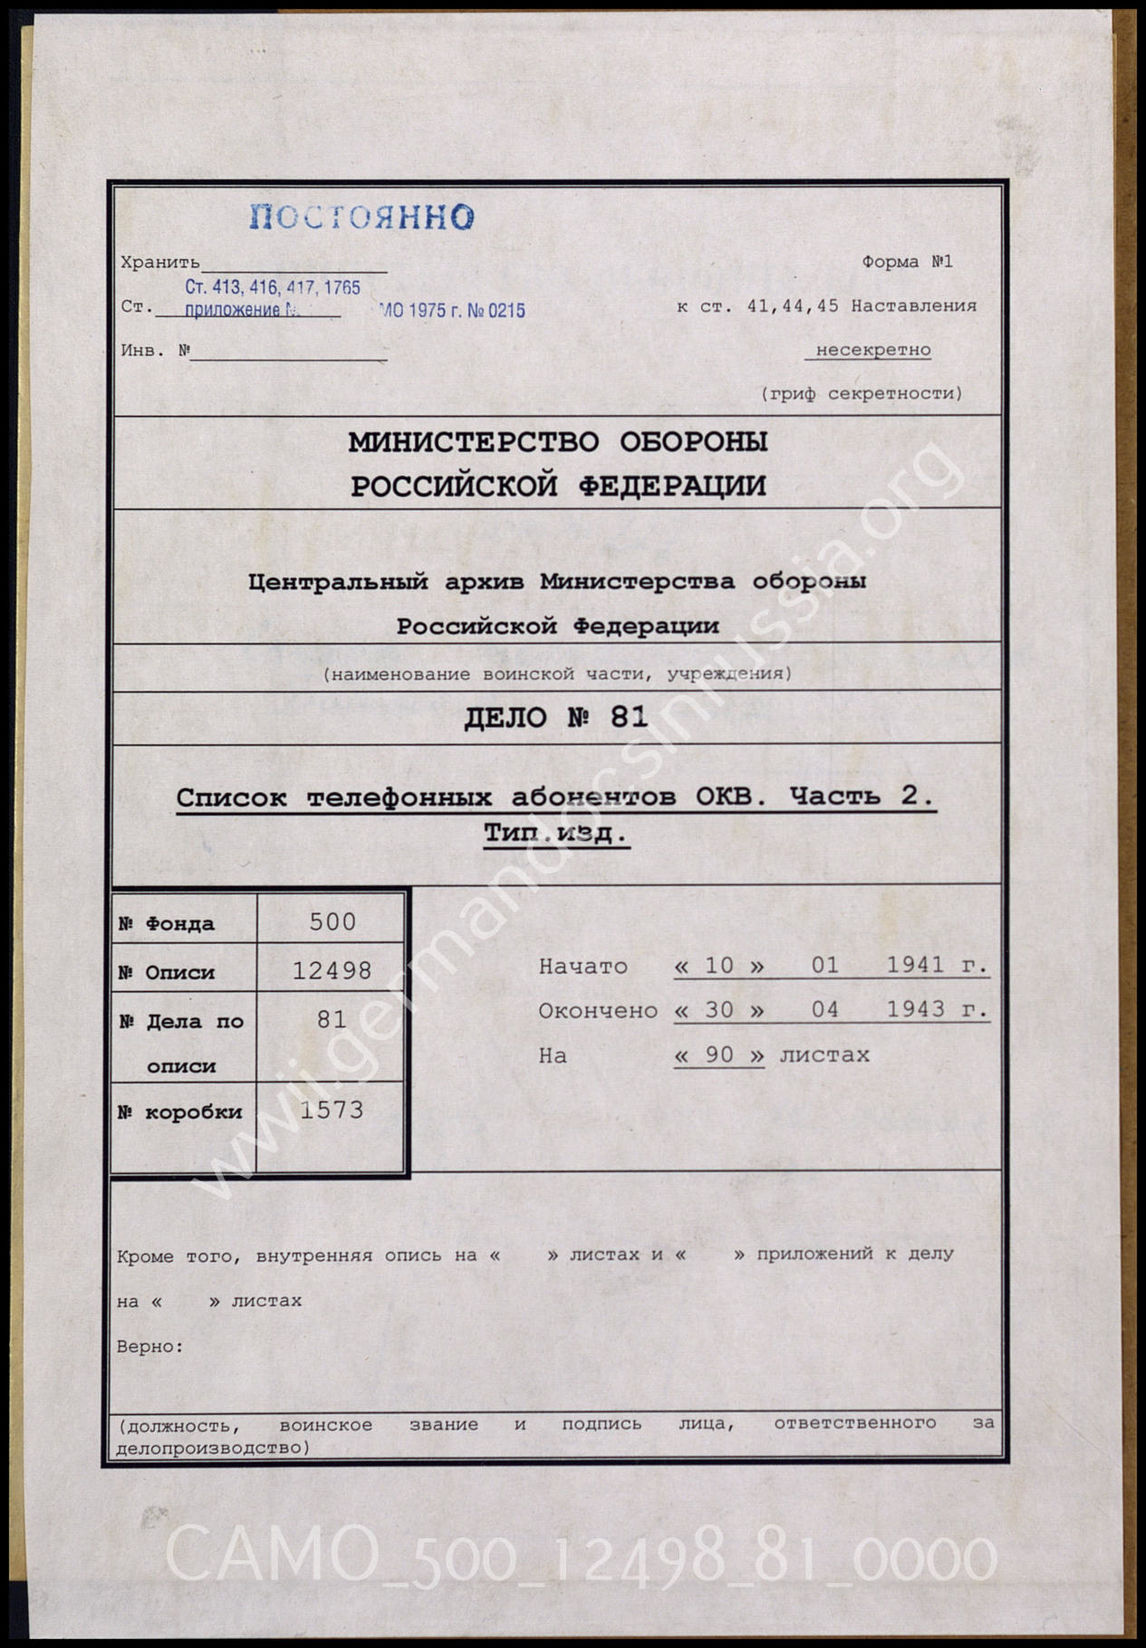 ПОСТОЯННО
Хранить
Форма №1
Ст. 413, 416, 417, 1765
Ст. приложение № МО 1975 г. № 0215
к ст. 41,44,45 Наставления
Инв. №
несекретно
(гриф секретности)
МИНИСТЕРСТВО ОБОРОНЫ
РОССИЙСКОЙ ФЕДЕРАЦИИ
Центральный архив Министерства обороны
Российской Федерации
(наименование воинской части, учреждения)
ДЕЛО № 81
Список телефонных абонентов ОКВ. Часть 2.
Тип.изд.
№ Фонда 500
№ Описи 12498
№ Дела по 81
описи
№ коробки 1573
Начато « 10 » 01 1941 г.
Окончено « 30 » 04 1943 г.
На « 90 » листах
Кроме того, внутренняя опись на « » листах и « » приложений к делу
на « » листах
Верно:
(должность, воинское звание и подпись лица, ответственного за
делопроизводство)
www.wwii.germandocsinrussia.org
CAMO_500_12498_81_0000